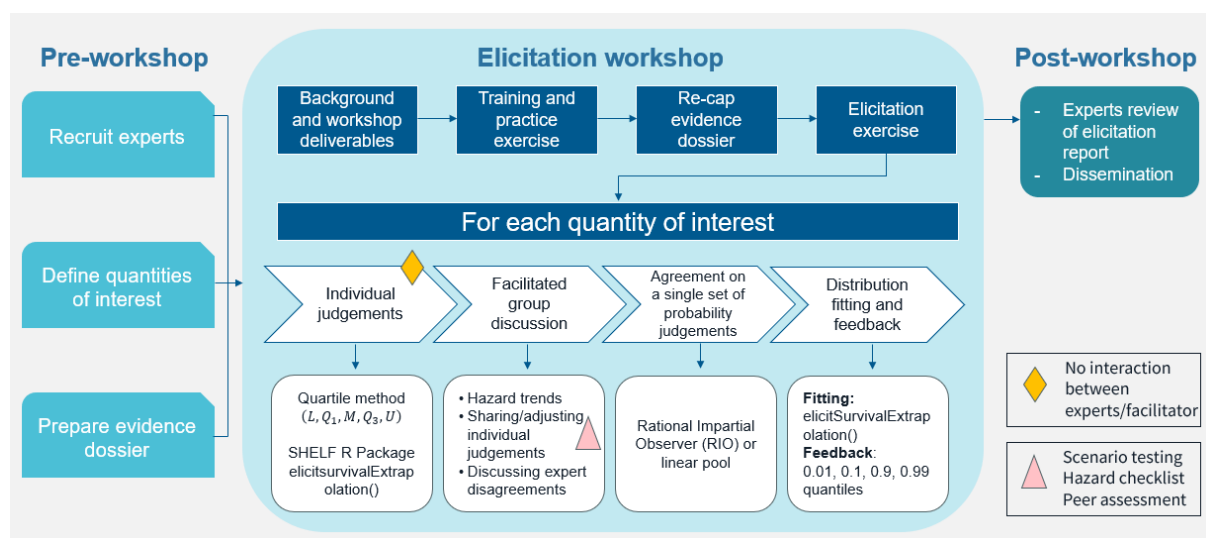 Pre-workshop
Recruit experts
Define quantities
of interest
Prepare evidence
dossier
Elicitation workshop
Background
and workshop
deliverables
Training and
practice
exercise
Re-cap
evidence
dossier
Elicitation
exercise
For each quantity of interest
Individual
judgements
Facilitated
group
discussion
Agreement on
a single set of
probability
judgements
Distribution
fitting and
feedback
Quartile method
(L, Q₁, M, Q₃, U)
SHELF R Package
elicitsurvivalExtrap
olation()
• Hazard trends
• Sharing/adjusting
individual
judgements
• Discussing expert
disagreements
Rational Impartial
Observer (RIO) or
linear pool
Fitting:
elicitSurvivalExtrap
olation()
Feedback:
0.01, 0.1, 0.9, 0.99
quantiles
Post-workshop
- Experts review
of elicitation
report
- Dissemination
No interaction
between
experts/facilitator
Scenario testing
Hazard checklist
Peer assessment